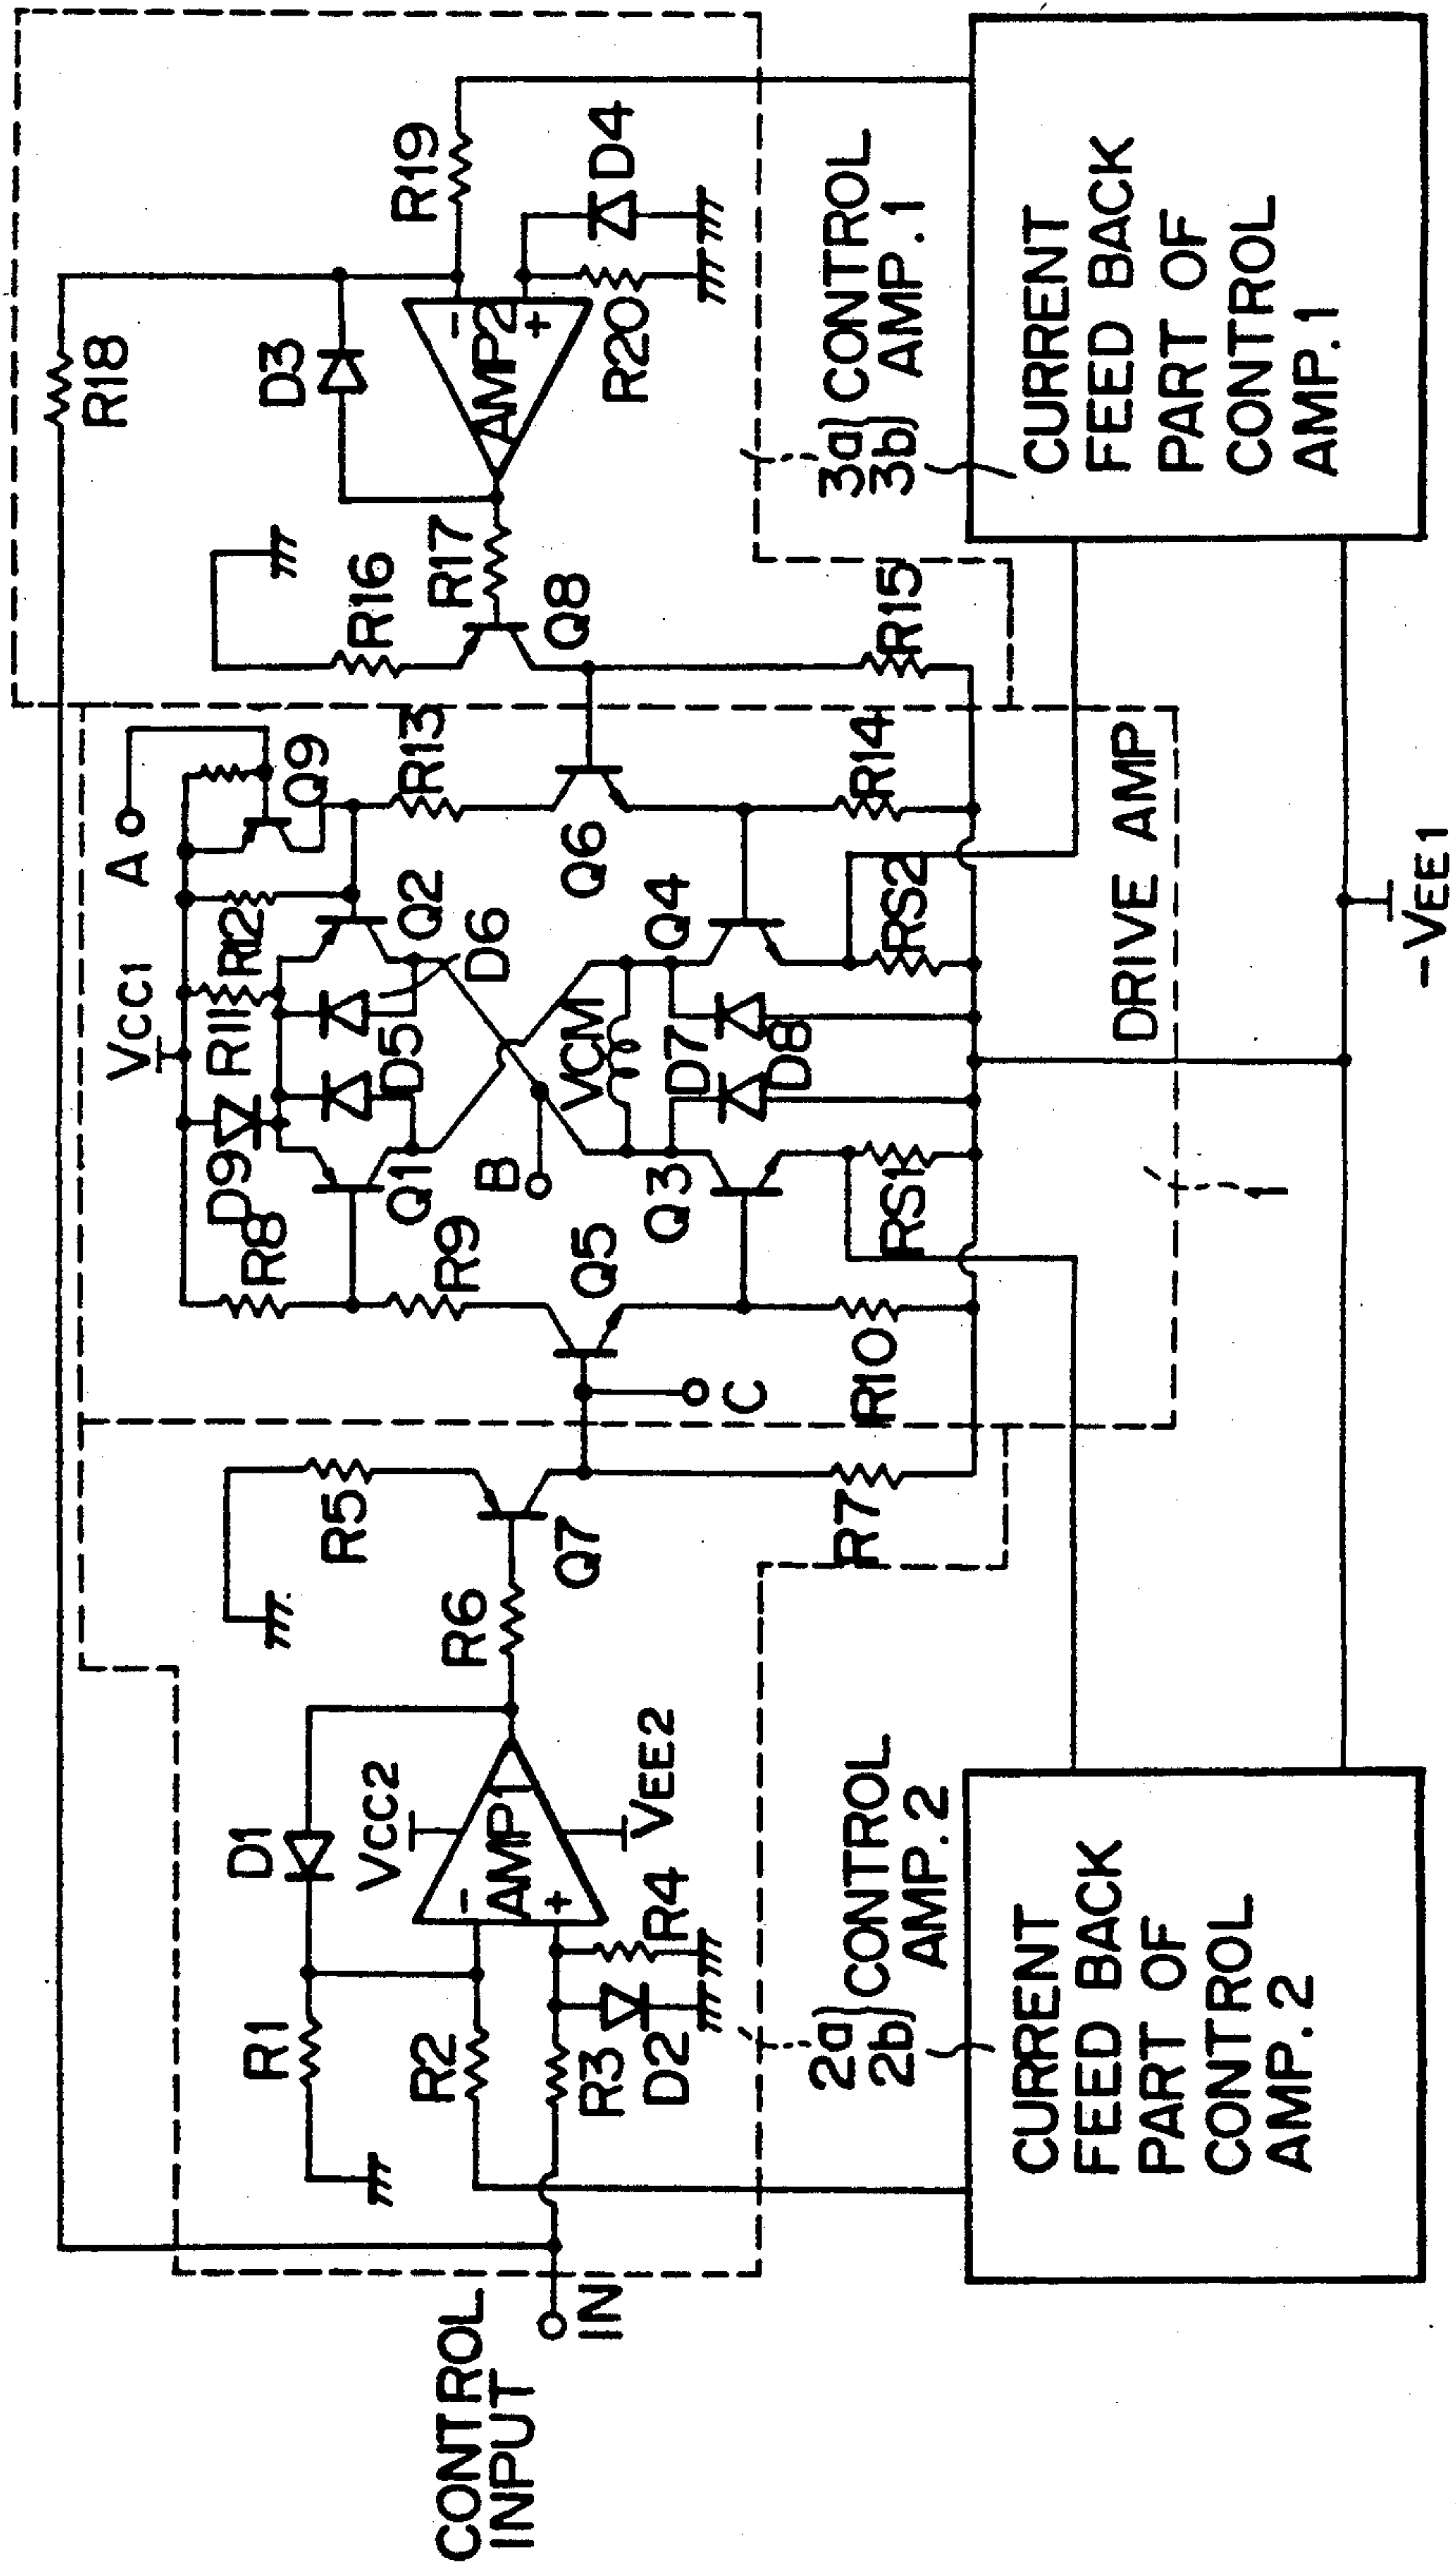 CONTROL
INPUT
IN
R1
R2
R3
D2
R4
D1
VCC2
AMP1
-
+
VEE2
R6
Q7
R5
R7
2a
2b
CONTROL
AMP.2
CURRENT
FEED BACK
PART OF
CONTROL
AMP.2
C
R8
D9
R9
Q1
Q5
R10
B
Q3
RS1
VCC1
R11
D5
D6
VCM
D7
D8
R12
Q2
Q4
RS2
A
Q9
R13
Q6
R14
DRIVE AMP
1
-VEE1
R16
R17
Q8
R15
R18
D3
AMP2
-
+
R20
R19
D4
3a
3b
CONTROL
AMP.1
CURRENT
FEED BACK
PART OF
CONTROL
AMP.1